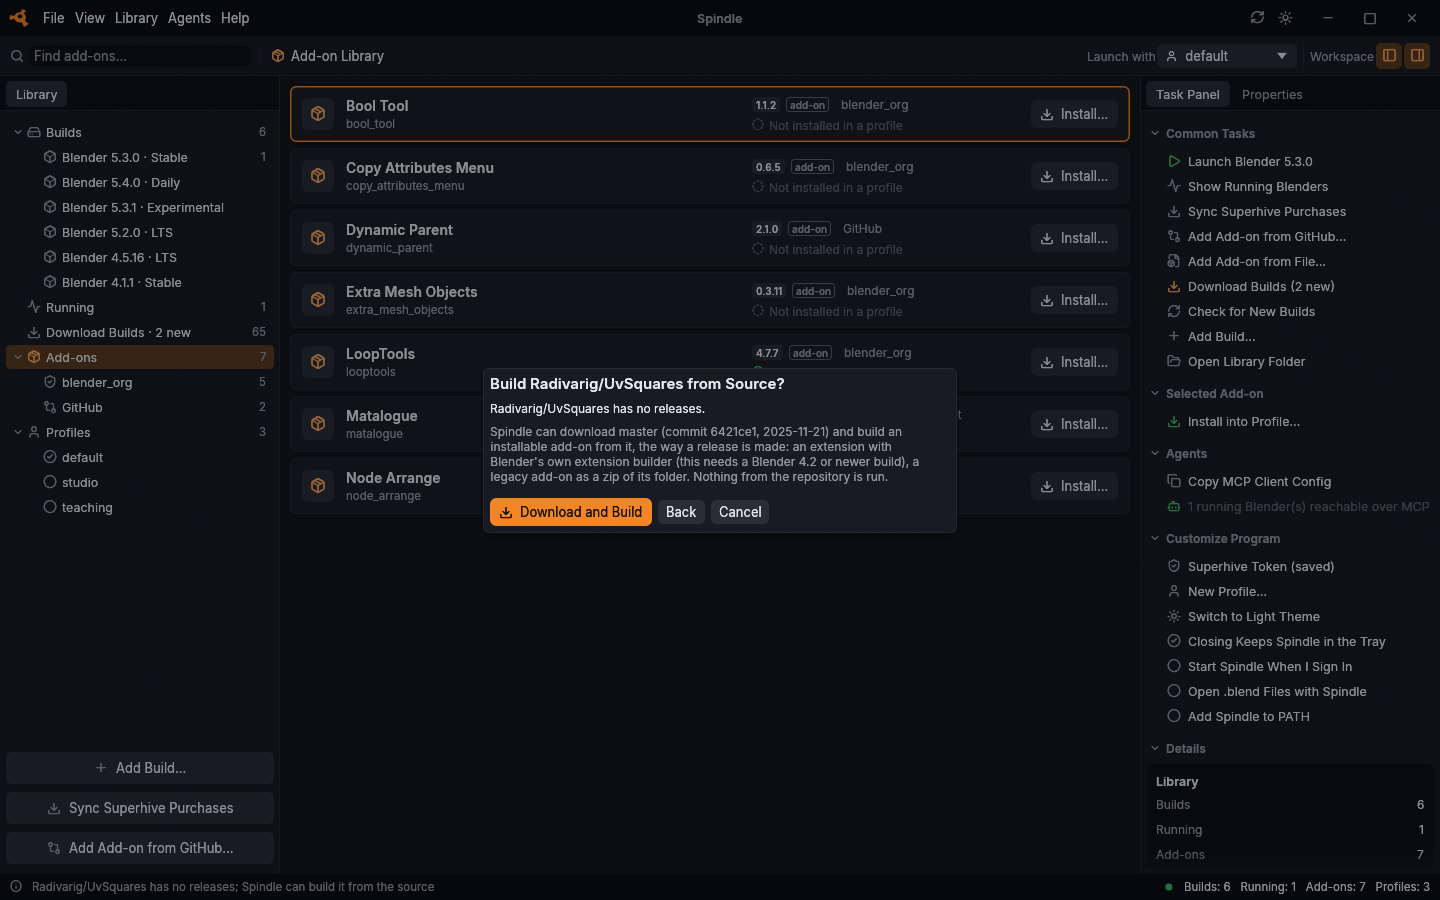 File View Library Agents Help
Spindle
Find add-ons...
Add-on Library
Launch with
default
Workspace
Library
Builds 6
Blender 5.3.0 · Stable 1
Blender 5.4.0 · Daily
Blender 5.3.1 · Experimental
Blender 5.2.0 · LTS
Blender 4.5.16 · LTS
Blender 4.1.1 · Stable
Running 1
Download Builds · 2 new 65
Add-ons 7
blender_org 5
GitHub 2
Profiles 3
default
studio
teaching
Add Build...
Sync Superhive Purchases
Add Add-on from GitHub...
Bool Tool 1.1.2 add-on blender_org
bool_tool Not installed in a profile
Install...
Copy Attributes Menu 0.6.5 add-on blender_org
copy_attributes_menu Not installed in a profile
Install...
Dynamic Parent 2.1.0 add-on GitHub
dynamic_parent Not installed in a profile
Install...
Extra Mesh Objects 0.3.11 add-on blender_org
extra_mesh_objects Not installed in a profile
Install...
LoopTools 4.7.7 add-on blender_org
looptools
Install...
Matalogue
matalogue
Install...
Node Arrange
node_arrange
Install...
Build Radivarig/UvSquares from Source?
Radivarig/UvSquares has no releases.
Spindle can download master (commit 6421ce1, 2025-11-21) and build an
installable add-on from it, the way a release is made: an extension with
Blender's own extension builder (this needs a Blender 4.2 or newer build), a
legacy add-on as a zip of its folder. Nothing from the repository is run.
Download and Build Back Cancel
Task Panel Properties
Common Tasks
Launch Blender 5.3.0
Show Running Blenders
Sync Superhive Purchases
Add Add-on from GitHub...
Add Add-on from File...
Download Builds (2 new)
Check for New Builds
Add Build...
Open Library Folder
Selected Add-on
Install into Profile...
Agents
Copy MCP Client Config
1 running Blender(s) reachable over MCP
Customize Program
Superhive Token (saved)
New Profile...
Switch to Light Theme
Closing Keeps Spindle in the Tray
Start Spindle When I Sign In
Open .blend Files with Spindle
Add Spindle to PATH
Details
Library
Builds 6
Running 1
Add-ons 7
Radivarig/UvSquares has no releases; Spindle can build it from the source
Builds: 6 Running: 1 Add-ons: 7 Profiles: 3